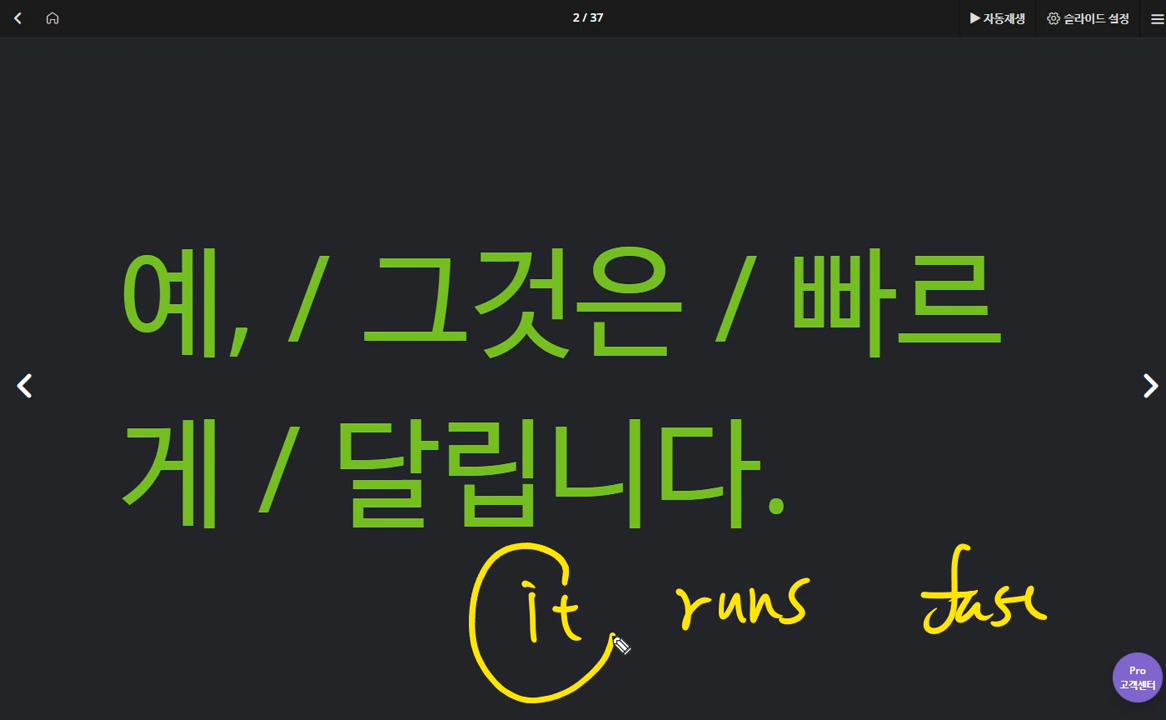 2 / 37
▶ 자동재생
슬라이드 설정
예, / 그것은 / 빠르
게 / 달립니다.
it runs fast
Pro
고객센터